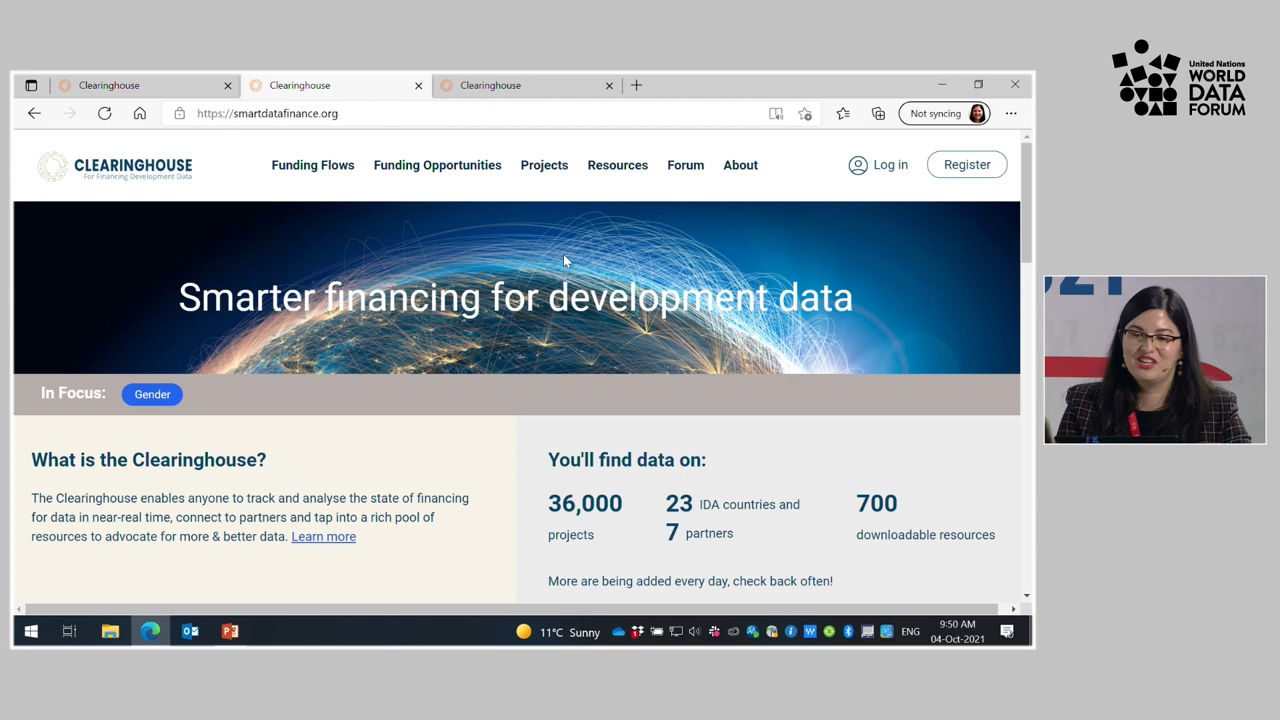 Clearinghouse
Clearinghouse
Clearinghouse
https://smartdatafinance.org
Not syncing
CLEARINGHOUSE
For Financing Development Data
Funding Flows
Funding Opportunities
Projects
Resources
Forum
About
Log in
Register
Smarter financing for development data
In Focus:
Gender
What is the Clearinghouse?
The Clearinghouse enables anyone to track and analyse the state of financing
for data in near-real time, connect to partners and tap into a rich pool of
resources to advocate for more & better data. Learn more
You'll find data on:
36,000
projects
23 IDA countries and
7 partners
700
downloadable resources
More are being added every day, check back often!
11°C Sunny
ENG
9:50 AM
04-Oct-2021
United Nations
WORLD
DATA
FORUM